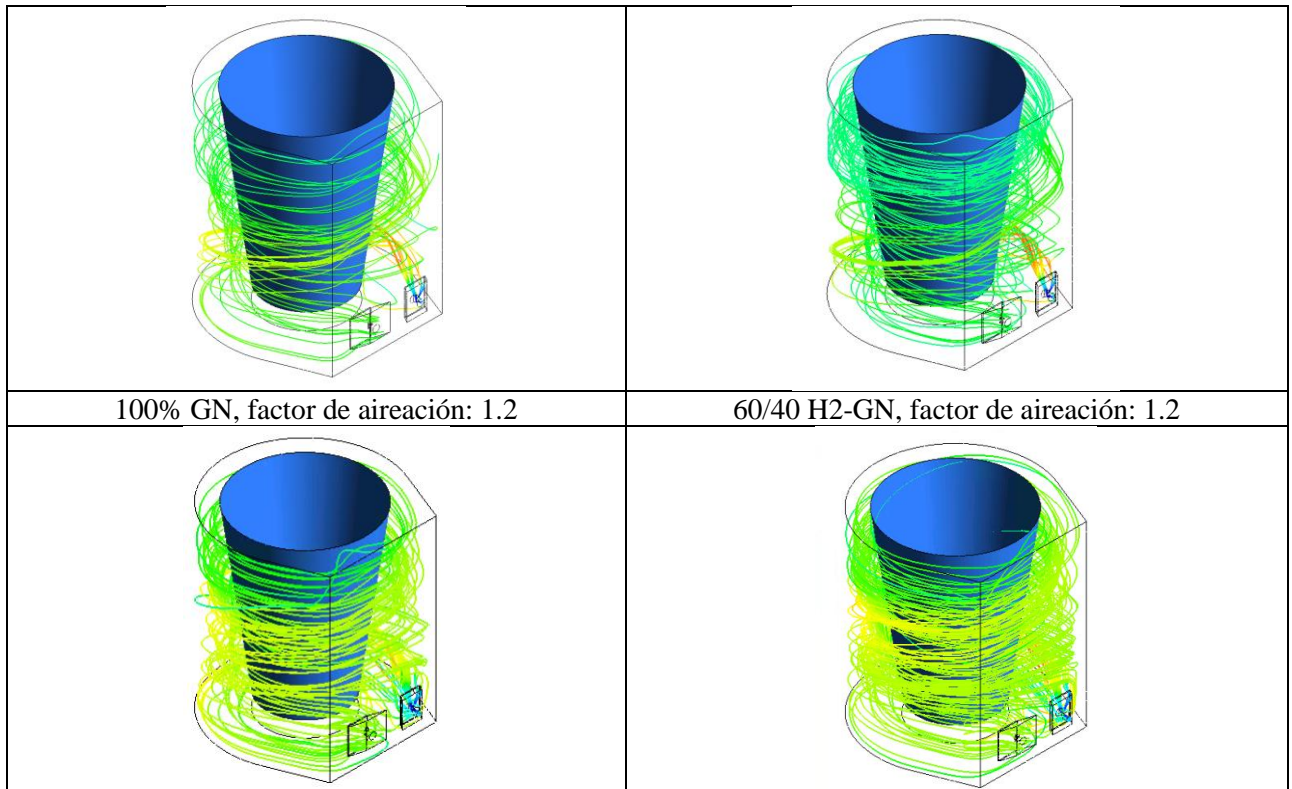 100% GN, factor de aireación: 1.2
60/40 H2-GN, factor de aireación: 1.2